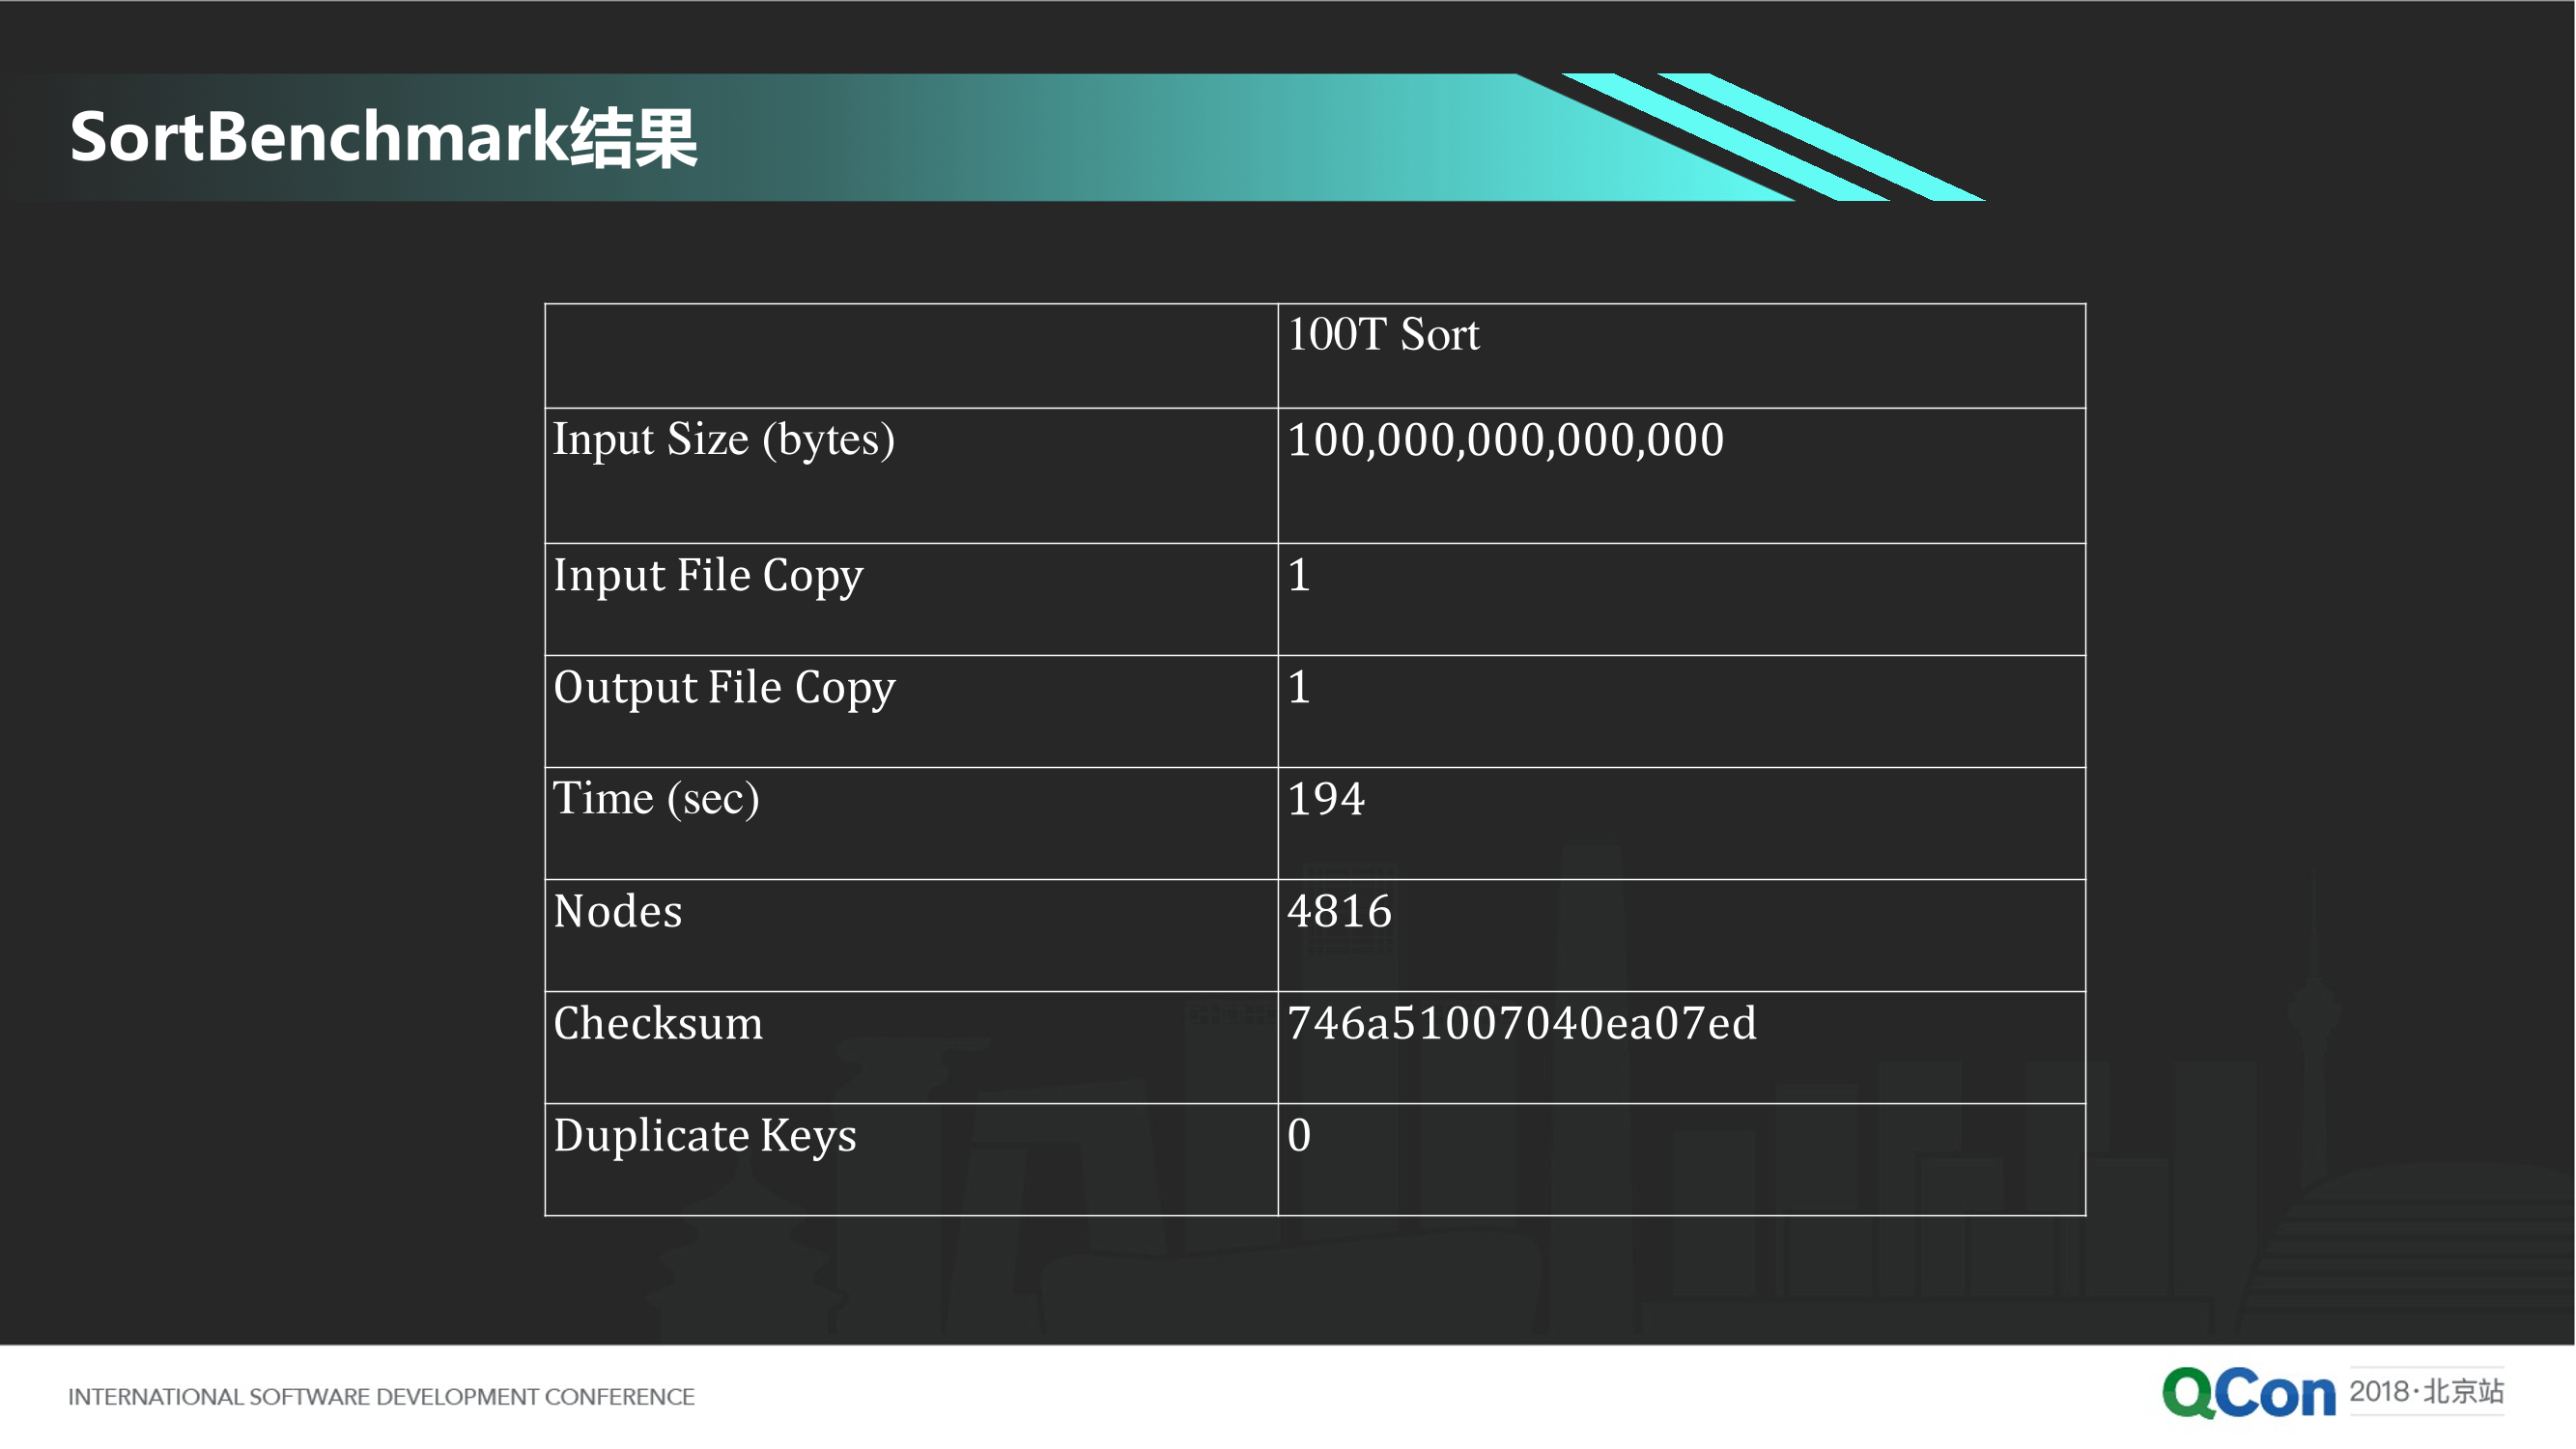 SortBenchmark结果
100T Sort
Input Size (bytes) 100,000,000,000,000
Input File Copy 1
Output File Copy 1
Time (sec) 194
Nodes 4816
Checksum 746a51007040ea07ed
Duplicate Keys 0
INTERNATIONAL SOFTWARE DEVELOPMENT CONFERENCE
QCon 2018·北京站